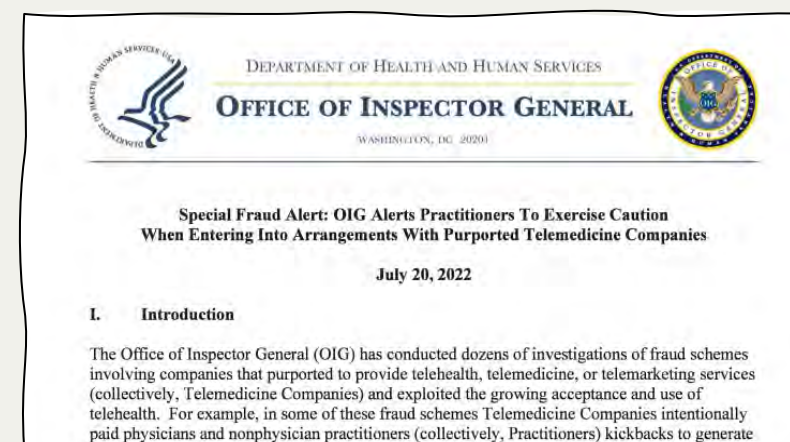 DEPARTMENT OF HEALTH AND HUMAN SERVICES
OFFICE OF INSPECTOR GENERAL
WASHINGTON, DC 20201
Special Fraud Alert: OIG Alerts Practitioners To Exercise Caution
When Entering Into Arrangements With Purported Telemedicine Companies
July 20, 2022
I. Introduction
The Office of Inspector General (OIG) has conducted dozens of investigations of fraud schemes
involving companies that purported to provide telehealth, telemedicine, or telemarketing services
(collectively, Telemedicine Companies) and exploited the growing acceptance and use of
telehealth. For example, in some of these fraud schemes Telemedicine Companies intentionally
paid physicians and nonphysician practitioners (collectively, Practitioners) kickbacks to generate